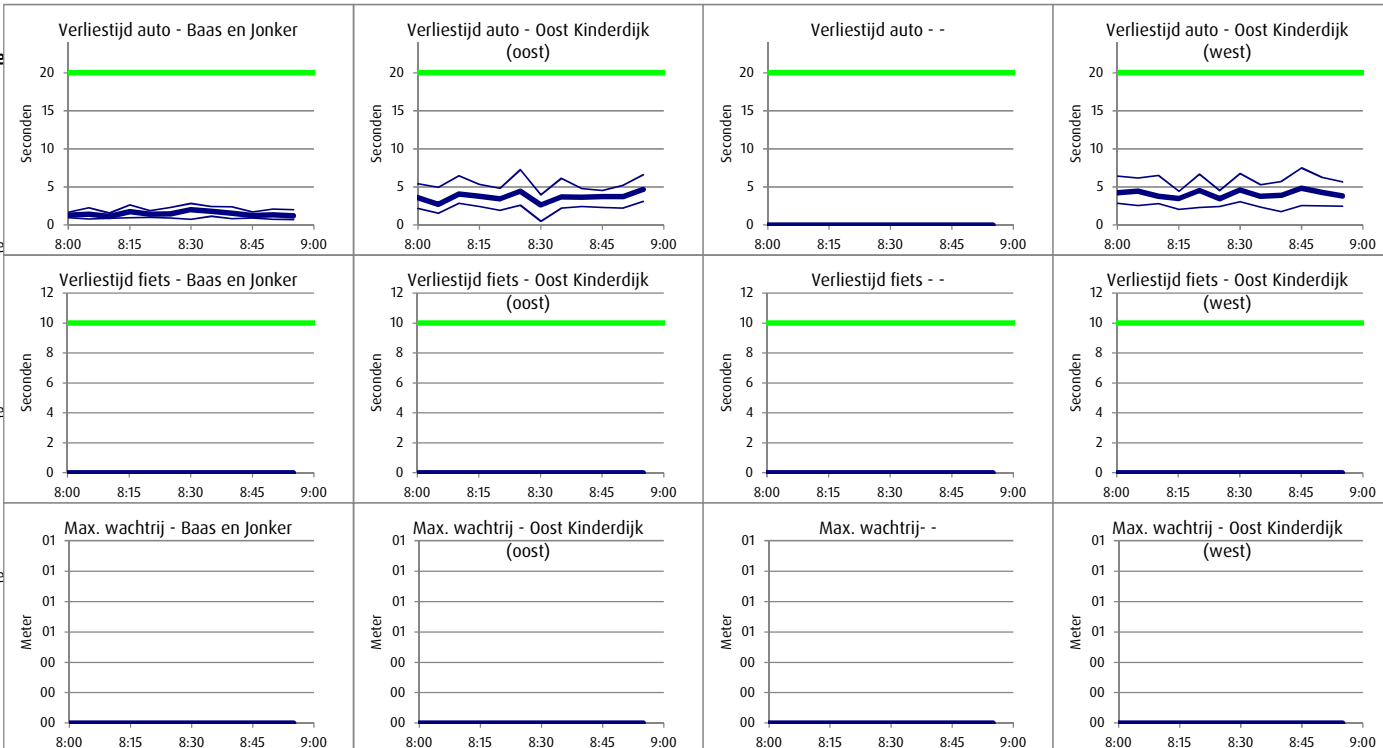 Verliestijd auto - Baas en Jonker
20
15
10
5
0
Seconden
8:00 8:15 8:30 8:45 9:00
Verliestijd auto - Oost Kinderdijk
(oost)
20
15
10
5
0
Seconden
8:00 8:15 8:30 8:45 9:00
Verliestijd auto - -
20
15
10
5
0
Seconden
8:00 8:15 8:30 8:45 9:00
Verliestijd auto - Oost Kinderdijk
(west)
20
15
10
5
0
Seconden
8:00 8:15 8:30 8:45 9:00
Verliestijd fiets - Baas en Jonker
12
10
8
6
4
2
0
Seconden
8:00 8:15 8:30 8:45 9:00
Verliestijd fiets - Oost Kinderdijk
(oost)
12
10
8
6
4
2
0
Seconden
8:00 8:15 8:30 8:45 9:00
Verliestijd fiets - -
12
10
8
6
4
2
0
Seconden
8:00 8:15 8:30 8:45 9:00
Verliestijd fiets - Oost Kinderdijk
(west)
12
10
8
6
4
2
0
Seconden
8:00 8:15 8:30 8:45 9:00
Max. wachtrij - Baas en Jonker
01
01
01
01
00
00
00
Meter
8:00 8:15 8:30 8:45 9:00
Max. wachtrij - Oost Kinderdijk
(oost)
01
01
01
01
00
00
00
Meter
8:00 8:15 8:30 8:45 9:00
Max. wachtrij- -
01
01
01
01
00
00
00
Meter
8:00 8:15 8:30 8:45 9:00
Max. wachtrij - Oost Kinderdijk
(west)
01
01
01
01
00
00
00
Meter
8:00 8:15 8:30 8:45 9:00